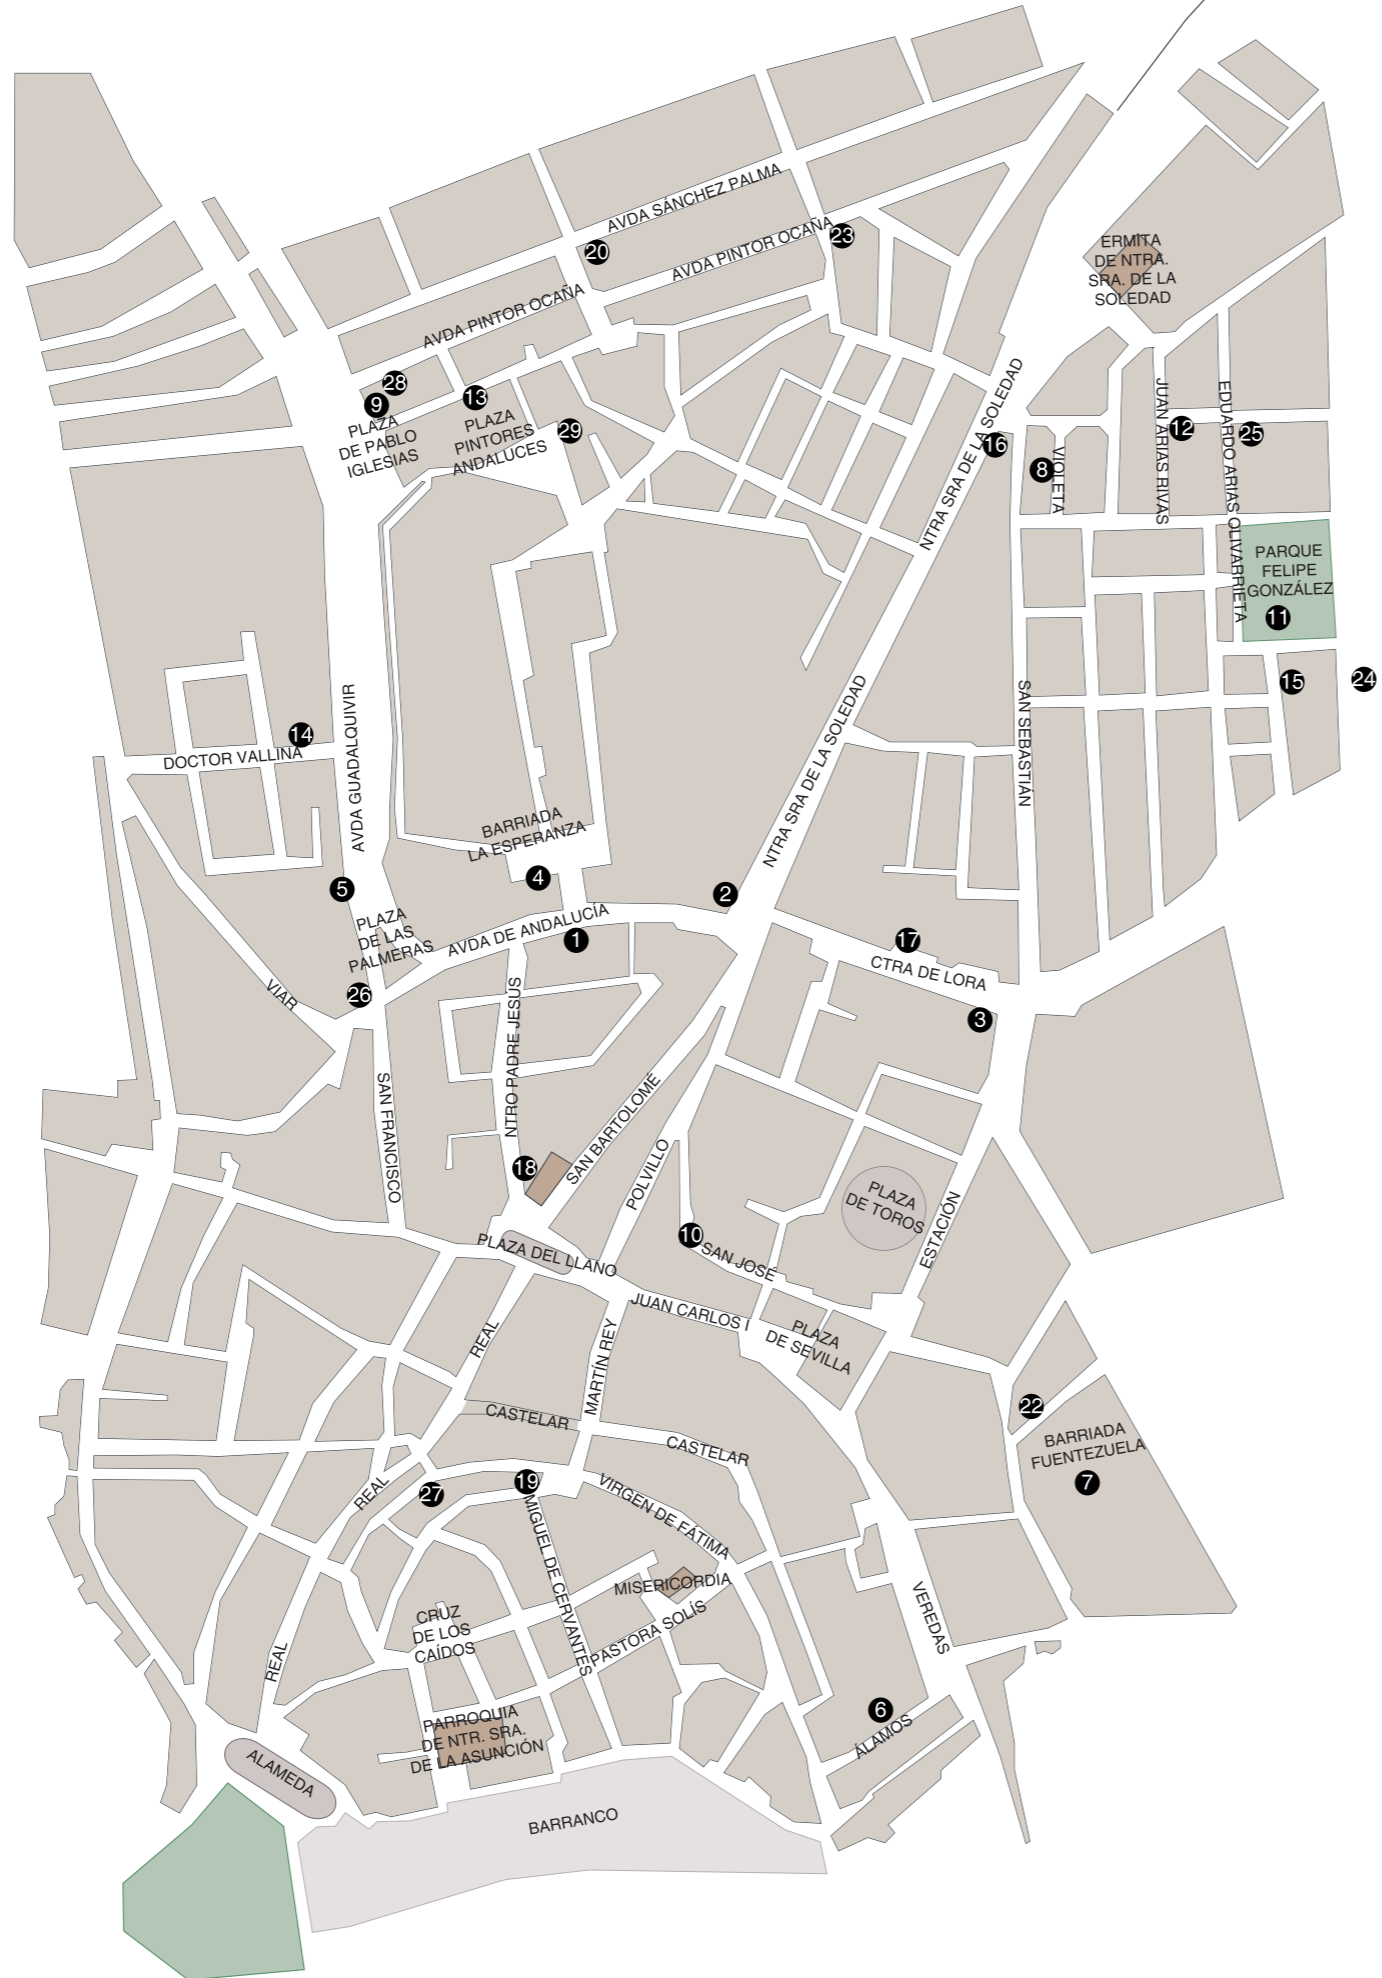 AVDA SÁNCHEZ PALMA
23
20
AVDA PINTOR OCAÑA
ERMITA
DE NTRA.
SRA. DE LA
SOLEDAD
AVDA PINTOR OCAÑA
28
9
13
PLAZA
DE PABLO
IGLESIAS
PLAZA
PINTORES
ANDALUCES
29
NTRA SRA DE LA SOLEDAD
16
8
VIOLETA
JUAN ARIAS RIVAS
12
EDUARDO ARIAS OLIVARRIETA
25
PARQUE
FELIPE
GONZÁLEZ
11
15
24
SAN SEBASTIÁN
NTRA SRA DE LA SOLEDAD
14
DOCTOR VALLINA
AVDA GUADALQUIVIR
BARRIADA
LA ESPERANZA
4
5
2
PLAZA
DE LAS
PALMERAS
AVDA DE ANDALUCÍA
1
17
CTRA DE LORA
3
VIAR
26
NTRO PADRE JESÚS
SAN FRANCISCO
SAN BARTOLOMÉ
18
POLVILLO
PLAZA
DE TOROS
ESTACIÓN
10
SAN JOSÉ
PLAZA DEL LLANO
JUAN CARLOS I
PLAZA
DE SEVILLA
REAL
MARTÍN REY
CASTELAR
CASTELAR
22
BARRIADA
FUENTEZUELA
7
REAL
27
19
VIRGEN DE FÁTIMA
MIGUEL DE CERVANTES
MISERICORDIA
PASTORA SOLÍS
CRUZ
DE LOS
CAÍDOS
VEREDAS
REAL
6
ÁLAMOS
PARROQUIA
DE NTR. SRA.
DE LA ASUNCIÓN
ALAMEDA
BARRANCO